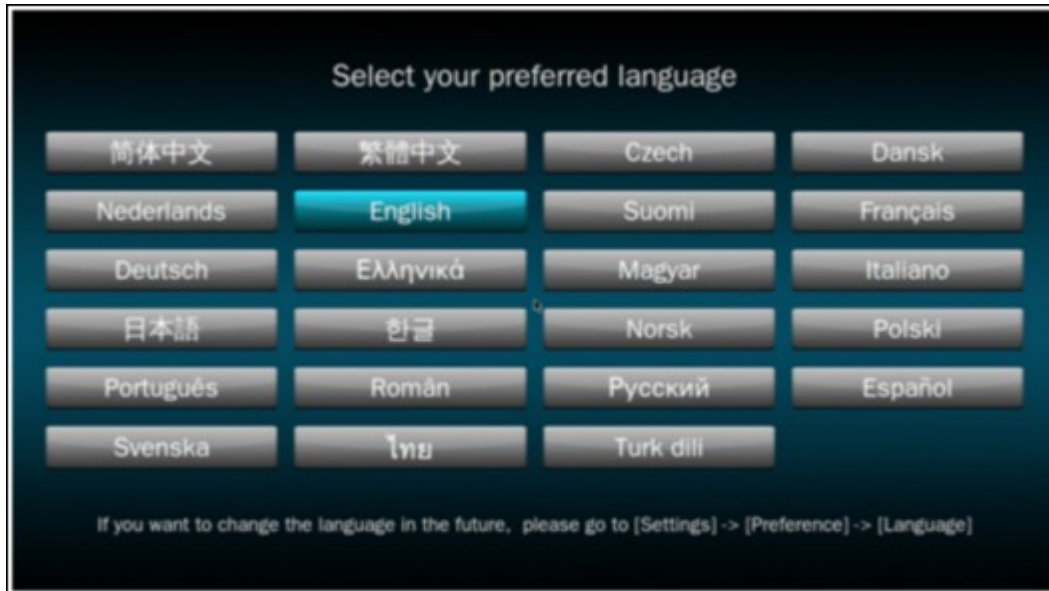 Select your preferred language
简体中文 繁體中文 Czech Dansk
Nederlands English Suomi Français
Deutsch Ελληνικά Magyar Italiano
日本語 한글 Norsk Polski
Português Român Русский Español
Svenska ไทย Turk dili
If you want to change the language in the future, please go to [Settings] -> [Preference] -> [Language]